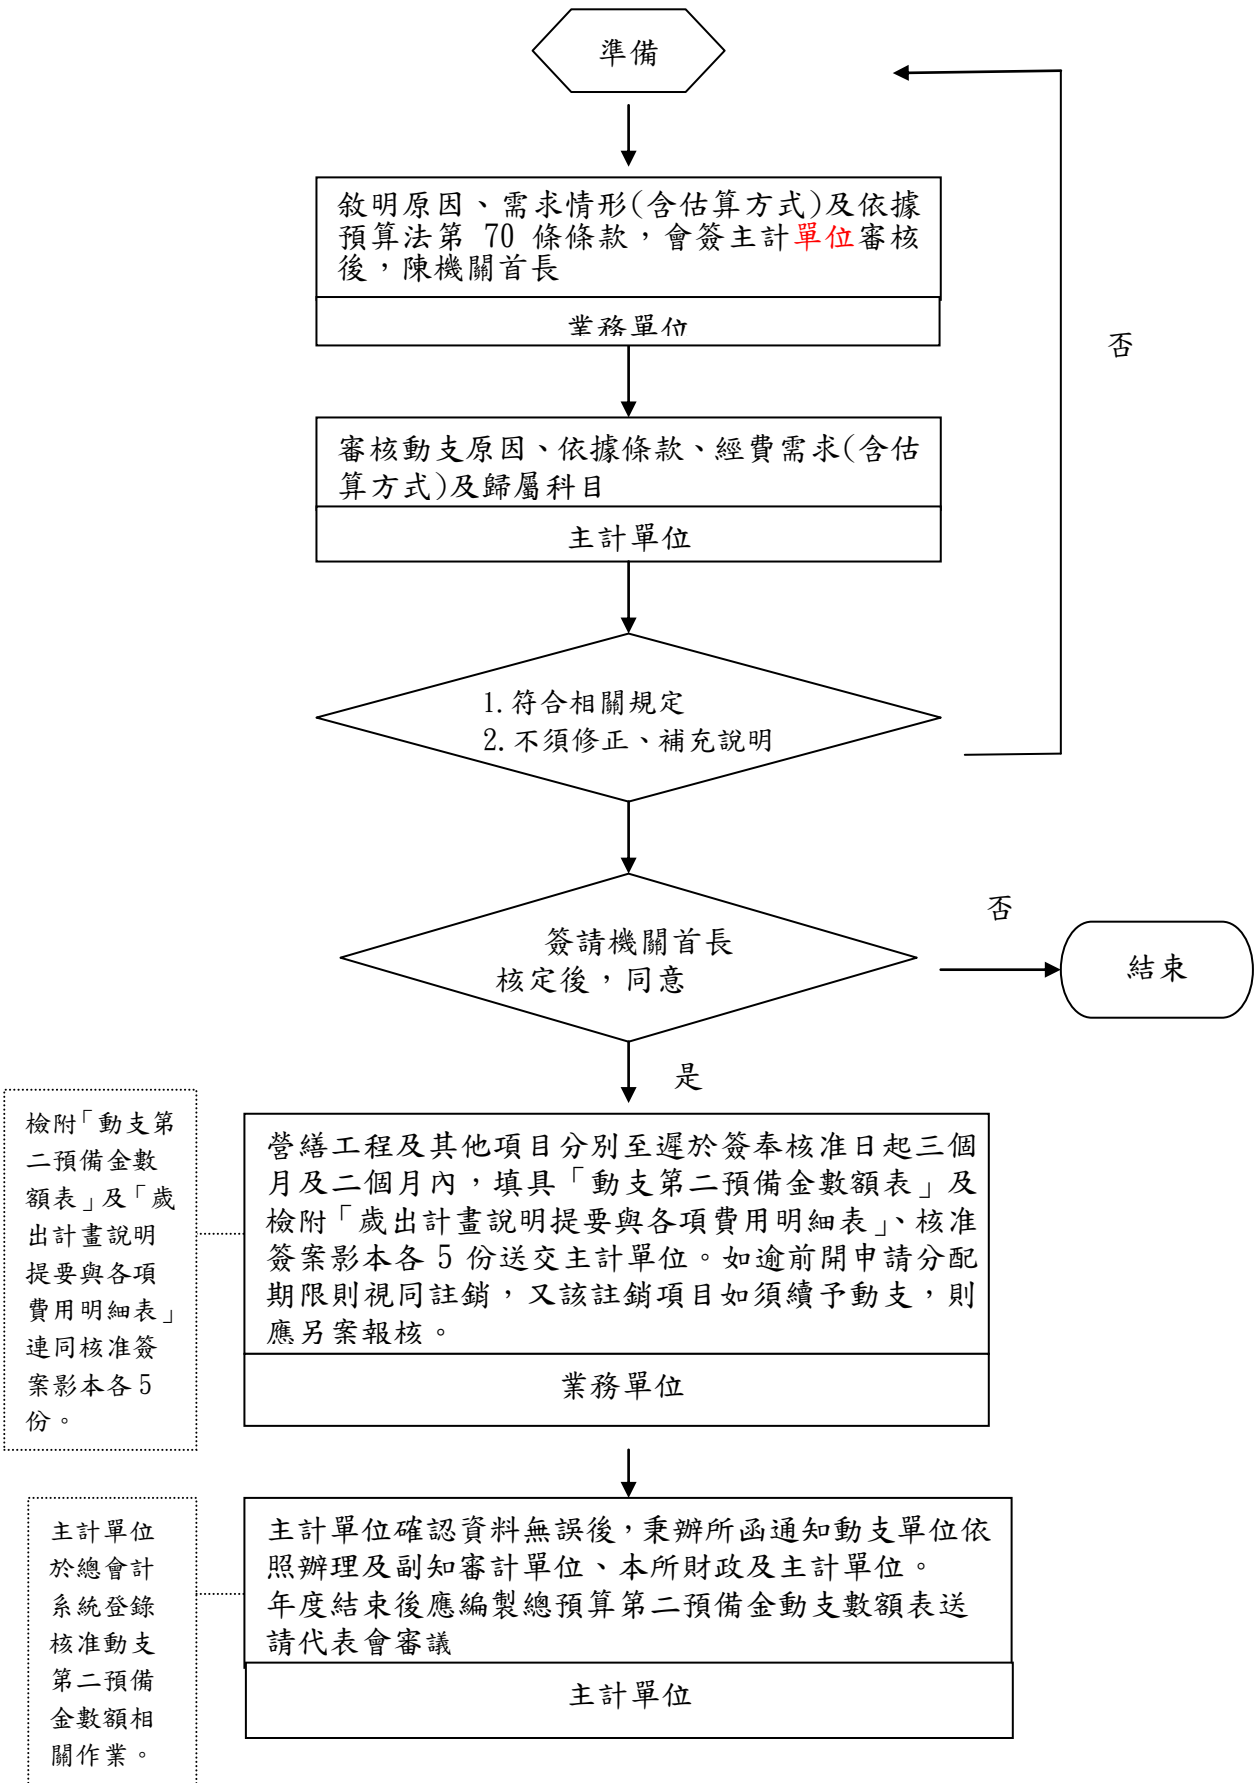 準備
敘明原因、需求情形(含估算方式)及依據
預算法第 70 條條款，會簽主計單位審核
後，陳機關首長
業務單位
否
審核動支原因、依據條款、經費需求(含估
算方式)及歸屬科目
主計單位
1.符合相關規定
2.不須修正、補充說明
簽請機關首長
核定後，同意
否
結束
是
檢附「動支第
二預備金數
額表」及「歲
出計畫說明
提要與各項
費用明細表」
連同核准簽
案影本各 5
份。
營繕工程及其他項目分別至遲於簽奉核准日起三個
月及二個月內，填具「動支第二預備金數額表」及
檢附「歲出計畫說明提要與各項費用明細表」、核准
簽案影本各 5 份送交主計單位。如逾前開申請分配
期限則視同註銷，又該註銷項目如須續予動支，則
應另案報核。
業務單位
主計單位
於總會計
系統登錄
核准動支
第二預備
金數額相
關作業。
主計單位確認資料無誤後，秉辦所函通知動支單位依
照辦理及副知審計單位、本所財政及主計單位。
年度結束後應編製總預算第二預備金動支數額表送
請代表會審議
主計單位